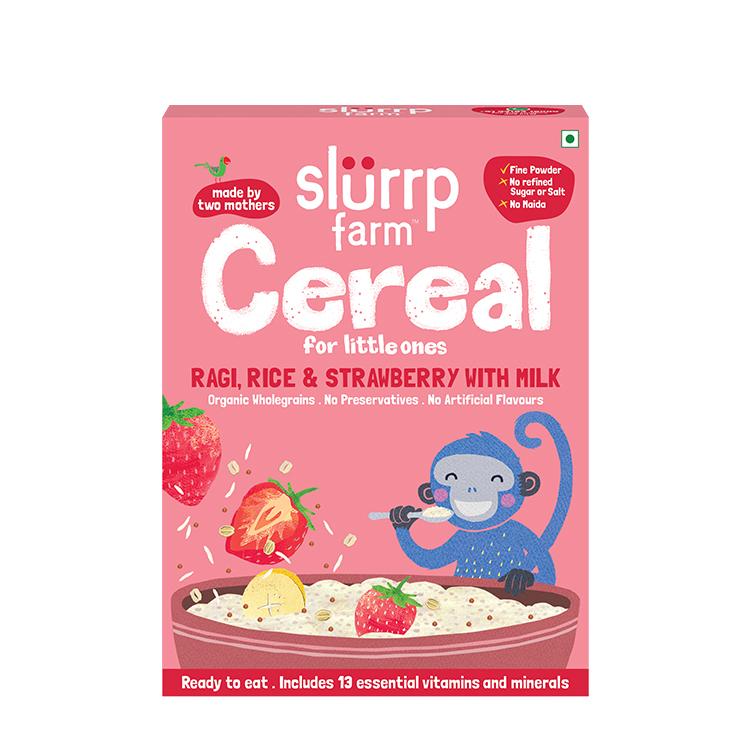 slürrp
farm
made by
two mothers
slürrp
farm™
✓ Fine Powder
✗ No refined
Sugar or Salt
✗ No Maida
Cereal
for little ones
RAGI, RICE & STRAWBERRY WITH MILK
Organic Wholegrains . No Preservatives . No Artificial Flavours
Ready to eat . Includes 13 essential vitamins and minerals